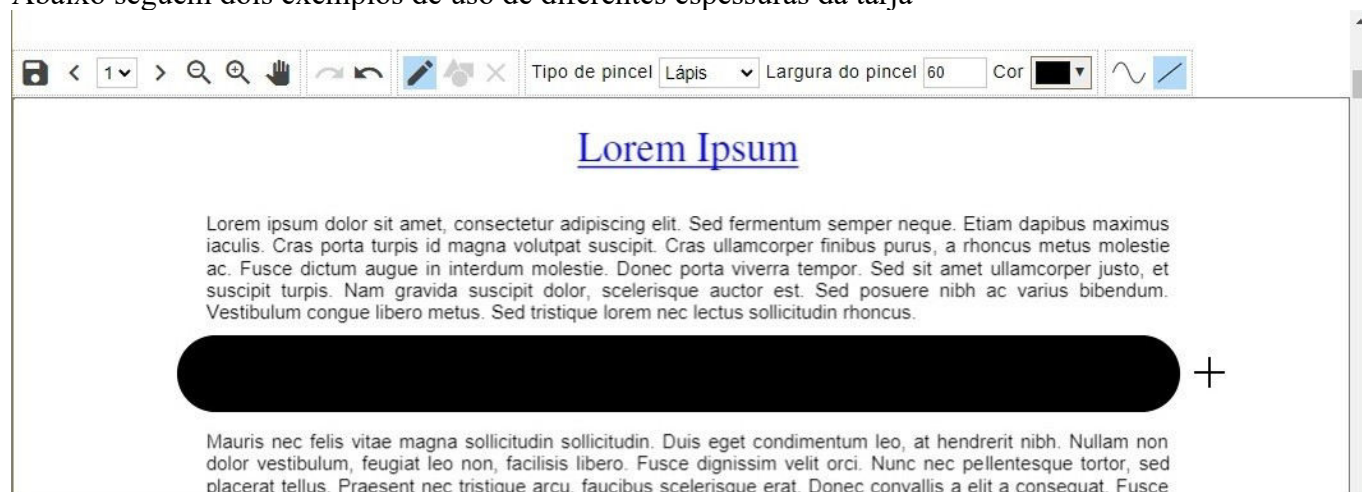 Abaixo seguem dois exemplos de uso de diferentes espessuras da tarja
1 Tipo de pincel Lápis Largura do pincel 60 Cor
Lorem Ipsum
Lorem ipsum dolor sit amet, consectetur adipiscing elit. Sed fermentum semper neque. Etiam dapibus maximus
iaculis. Cras porta turpis id magna volutpat suscipit. Cras ullamcorper finibus purus, a rhoncus metus molestie
ac. Fusce dictum augue in interdum molestie. Donec porta viverra tempor. Sed sit amet ullamcorper justo, et
suscipit turpis. Nam gravida suscipit dolor, scelerisque auctor est. Sed posuere nibh ac varius bibendum.
Vestibulum congue libero metus. Sed tristique lorem nec lectus sollicitudin rhoncus.
Mauris nec felis vitae magna sollicitudin sollicitudin. Duis eget condimentum leo, at hendrerit nibh. Nullam non
dolor vestibulum, feugiat leo non, facilisis libero. Fusce dignissim velit orci. Nunc nec pellentesque tortor, sed
placerat tellus. Praesent nec tristique arcu, faucibus scelerisque erat. Donec convallis a elit a consequat. Fusce